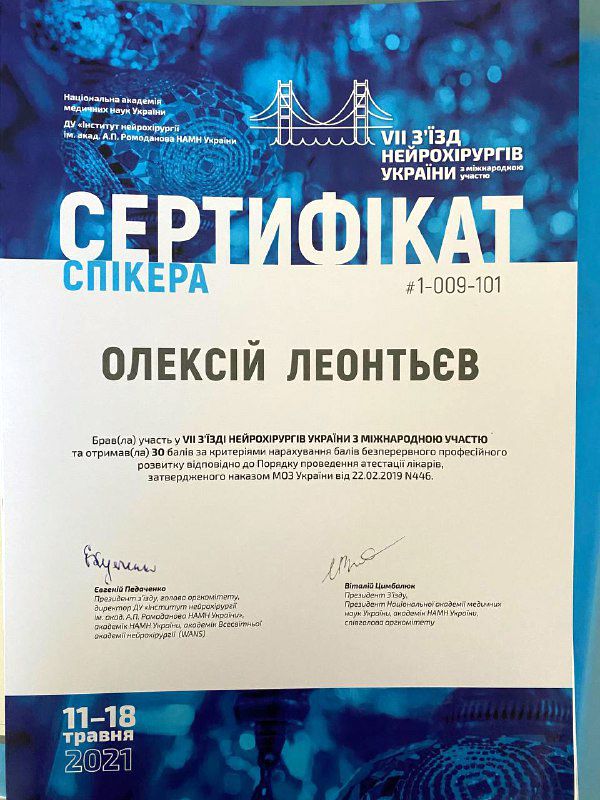 Національна академія
медичних наук України
ДУ «Інститут нейрохірургії
ім. акад. А.П. Ромоданова НАМН України»
VII З'ЇЗД
НЕЙРОХІРУРГІВ
УКРАЇНИ з міжнародною
участю
СЕРТИФІКАТ
СПІКЕРА
#1-009-101
ОЛЕКСІЙ ЛЕОНТЬЄВ
Брав(ла) участь у VII З'ЇЗДІ НЕЙРОХІРУРГІВ УКРАЇНИ З МІЖНАРОДНОЮ УЧАСТЮ
та отримав(ла) 30 балів за критеріями нарахування балів безперервного професійного
розвитку відповідно до Порядку проведення атестації лікарів,
затвердженого наказом МОЗ України від 22.02.2019 N446.
Євгеній Педаченко
Президент з'їзду, голова оргкомітету,
директор ДУ «Інститут нейрохірургії
ім. акад. А.П. Ромоданова НАМН України»,
академік НАМН України, академік Всесвітньої
академії нейрохірургії (WANS)
Віталій Цимбалюк
Президент З'їзду,
Президент Національної академії медичних
наук України, академік НАМН України,
співголова оргкомітету
11–18
травня
2021